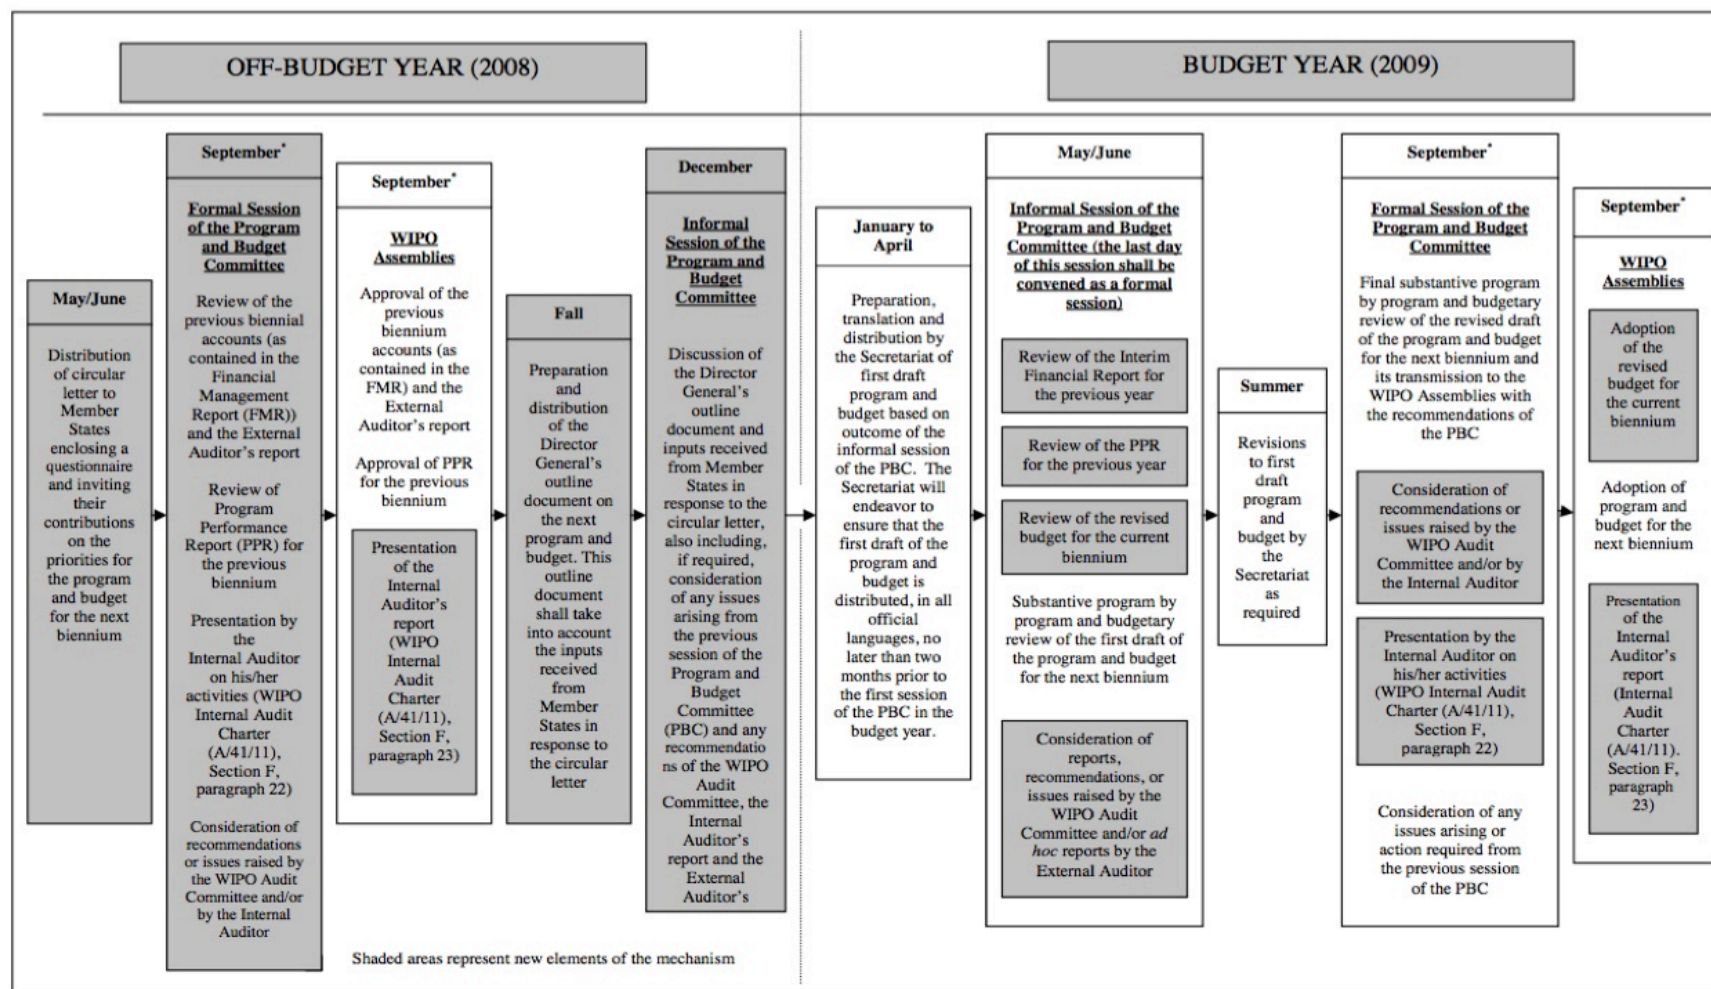 OFF-BUDGET YEAR (2008)
BUDGET YEAR (2009)
May/June
Distribution
of circular
letter to
Member
States
enclosing a
questionnaire
and inviting
their
contributions
on the
priorities for
the program
and budget
for the next
biennium
September*
Formal Session
of the Program
and Budget
Committee
Review of the
previous biennial
accounts (as
contained in the
Financial
Management
Report (FMR))
and the External
Auditor's report
Review of
Program
Performance
Report (PPR) for
the previous
biennium
Presentation by
the
Internal Auditor
on his/her
activities (WIPO
Internal Audit
Charter
(A/41/11),
Section F,
paragraph 22)
Consideration of
recommendations
or issues raised by
the WIPO Audit
Committee and/or
by the Internal
Auditor
September*
WIPO
Assemblies
Approval of the
previous
biennium
accounts (as
contained in the
FMR) and the
External
Auditor's report
Approval of PPR
for the previous
biennium
Presentation
of the
Internal
Auditor's
report
(WIPO
Internal
Audit
Charter
(A/41/11),
Section F,
paragraph 23)
Fall
Preparation
and
distribution
of the
Director
General's
outline
document on
the next
program and
budget. This
outline
document
shall take
into account
the inputs
received
from
Member
States in
response to
the circular
letter
December
Informal
Session of the
Program and
Budget
Committee
Discussion of
the Director
General's
outline
document and
inputs received
from Member
States in
response to the
circular letter,
also including,
if required,
consideration
of any issues
arising from
the previous
session of the
Program and
Budget
Committee
(PBC) and any
recommendatio
ns of the WIPO
Audit
Committee, the
Internal
Auditor's
report and the
External
Auditor's
January to
April
Preparation,
translation and
distribution by
the Secretariat of
first draft
program and
budget based on
outcome of the
informal session
of the PBC. The
Secretariat will
endeavor to
ensure that the
first draft of the
program and
budget is
distributed, in all
official
languages, no
later than two
months prior to
the first session
of the PBC in the
budget year.
May/June
Informal Session of the
Program and Budget
Committee (the last day
of this session shall be
convened as a formal
session)
Review of the Interim
Financial Report for
the previous year
Review of the PPR
for the previous year
Review of the revised
budget for the current
biennium
Substantive program by
program and budgetary
review of the first draft of
the program and budget
for the next biennium
Consideration of
reports,
recommendations, or
issues raised by the
WIPO Audit
Committee and/or ad
hoc reports by the
External Auditor
Summer
Revisions
to first
draft
program
and
budget by
the
Secretariat
as
required
September*
Formal Session of the
Program and Budget
Committee
Final substantive program
by program and budgetary
review of the revised draft
of the program and budget
for the next biennium and
its transmission to the
WIPO Assemblies with
the recommendations of
the PBC
Consideration of
recommendations or
issues raised by the
WIPO Audit
Committee and/or by
the Internal Auditor
Presentation by the
Internal Auditor on
his/her activities
(WIPO Internal Audit
Charter (A/41/11),
Section F,
paragraph 22)
Consideration of any
issues arising or
action required from
the previous session
of the PBC
September*
WIPO
Assemblies
Adoption
of the
revised
budget for
the current
biennium
Adoption of
program and
budget for the
next biennium
Presentation
of the
Internal
Auditor's
report
(Internal
Audit
Charter
(A/41/11).
Section F,
paragraph
23)
Shaded areas represent new elements of the mechanism